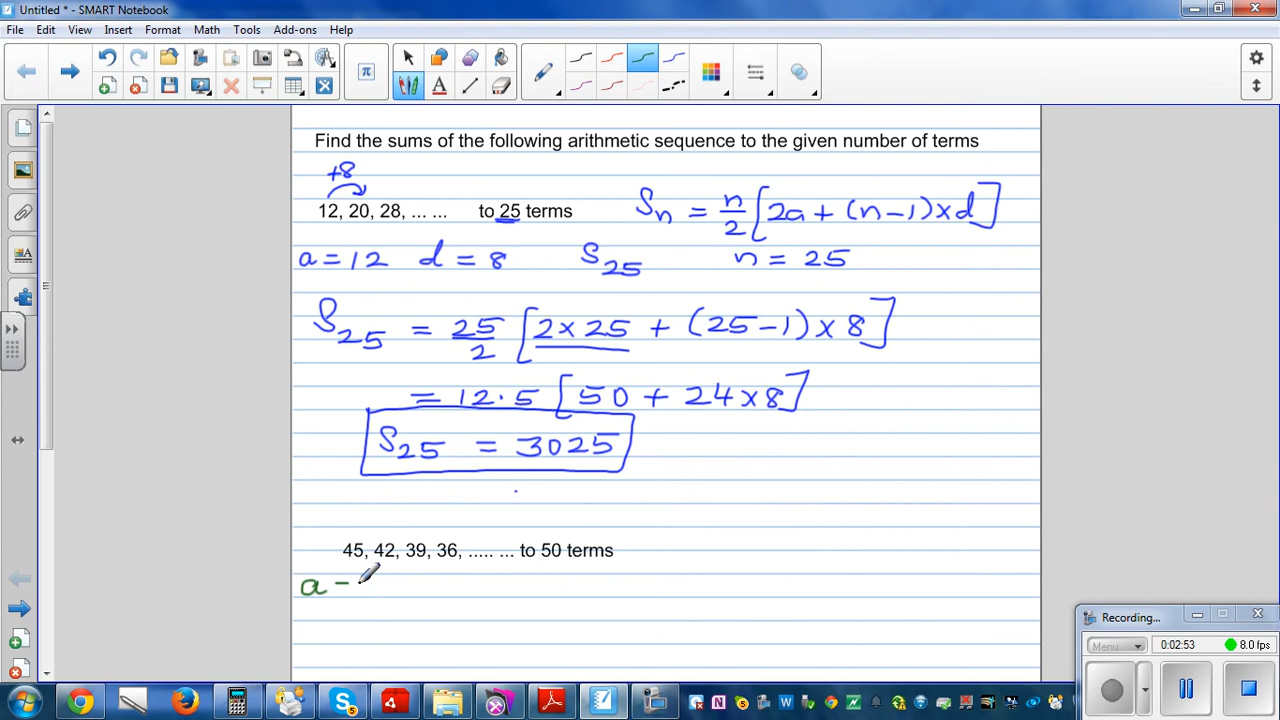 Untitled * - SMART Notebook
File Edit View Insert Format Math Tools Add-ons Help
Find the sums of the following arithmetic sequence to the given number of terms
+8
12, 20, 28, ... ... to 25 terms Sn = n/2 [2a + (n-1)×d]
a = 12 d = 8 S25 n = 25
S25 = 25/2 [2×25 + (25-1)×8]
= 12.5 [50 + 24×8]
S25 = 3025
45, 42, 39, 36, ..... ... to 50 terms
a -
Recording...
Menu 0:02:53 8.0 fps